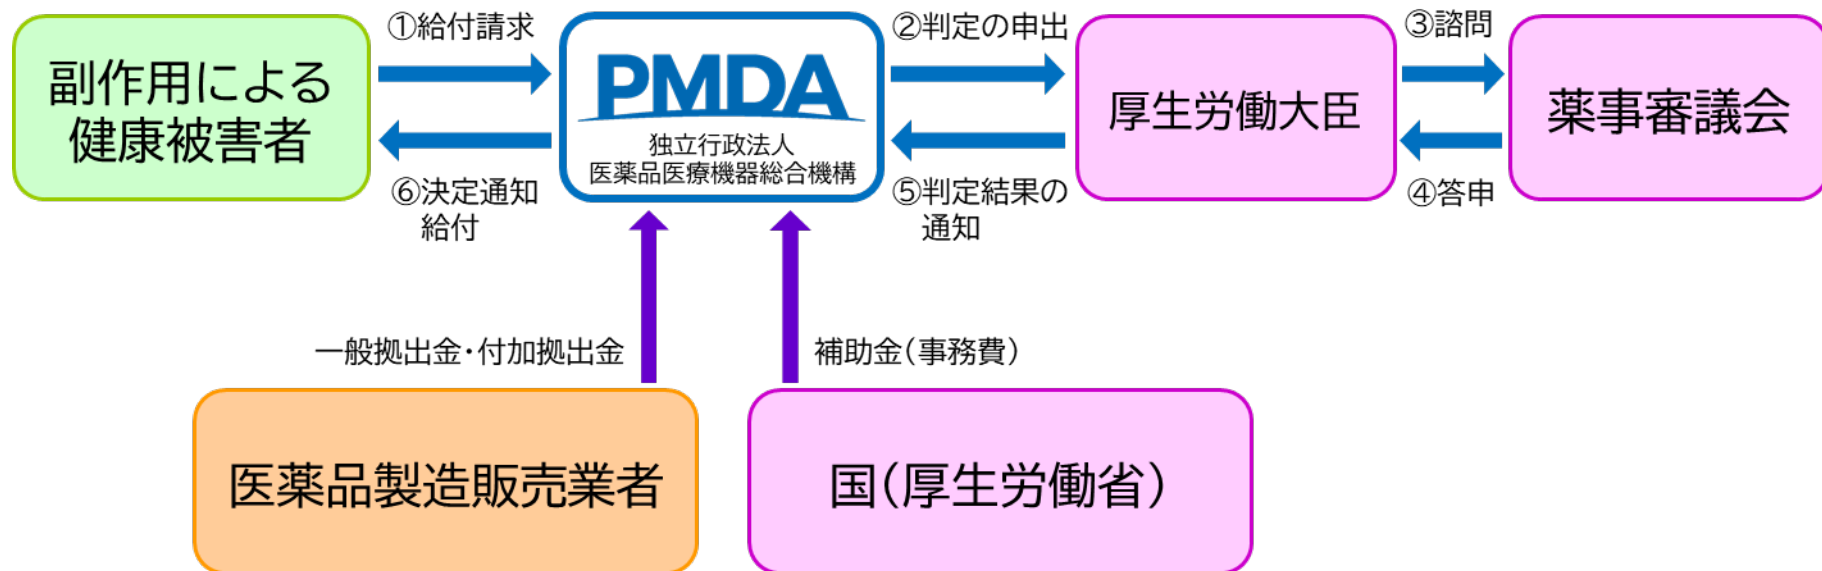 ①給付請求
②判定の申出
③諮問
副作用による
健康被害者
PMDA
独立行政法人
医薬品医療機器総合機構
厚生労働大臣
薬事審議会
⑥決定通知
給付
⑤判定結果の
通知
④答申
一般拠出金・付加拠出金
補助金(事務費)
医薬品製造販売業者
国(厚生労働省)